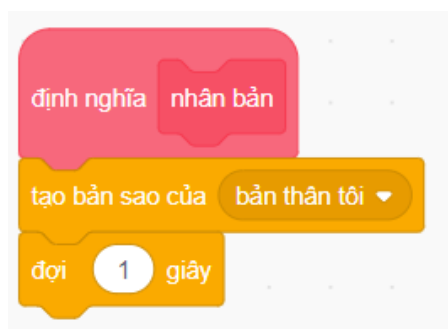 định nghĩa nhân bản
tạo bản sao của bản thân tôi
đợi 1 giây